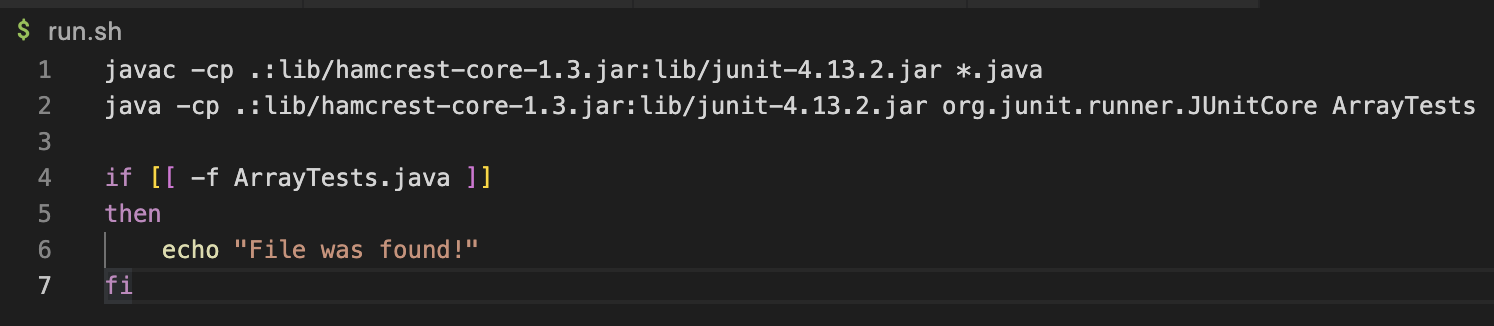 $ run.sh
1 javac -cp .:lib/hamcrest-core-1.3.jar:lib/junit-4.13.2.jar *.java
2 java -cp .:lib/hamcrest-core-1.3.jar:lib/junit-4.13.2.jar org.junit.runner.JUnitCore ArrayTests
3
4 if [[ -f ArrayTests.java ]]
5 then
6     echo "File was found!"
7 fi